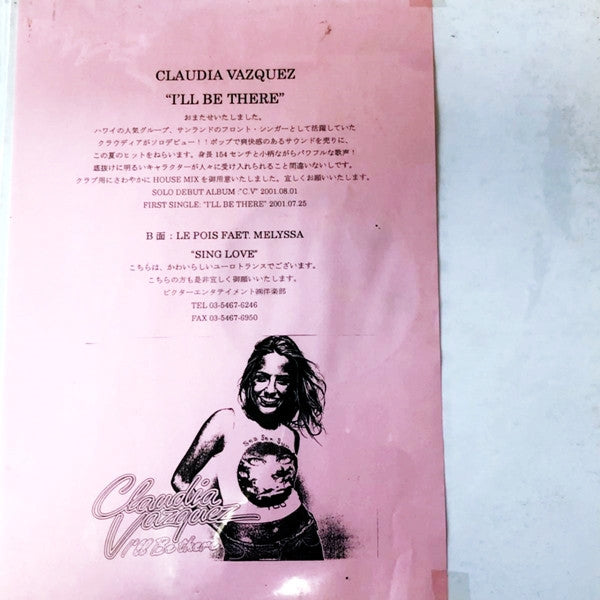 CLAUDIA VAZQUEZ
“I'LL BE THERE”
おまたせいたしました。
ハワイの人気グループ、サンランドのフロント・シンガーとして活躍していた
クラウディアがソロデビュー！！ポップで爽快感のあるサウンドを売りに、
この夏のヒットをねらいます。身長 154 センチと小柄ながらパワフルな歌声！
底抜けに明るいキャラクターが人々に受け入れられること間違いないしです。
クラブ用にさわやかに HOUSE MIX を御用意いたしました。宜しくお願いいたします。
SOLO DEBUT ALBUM :"C.V" 2001.08.01
FIRST SINGLE: "I'LL BE THERE" 2001.07.25
B 面 : LE POIS FAET. MELYSSA
“SING LOVE”
こちらは、かわいらしいユーロトランスでございます。
こちらの方も是非宜しく御願いいたします。
ビクターエンタテイメント㈱洋楽部
TEL 03-5467-6246
FAX 03-5467-6950
Claudia
Vazquez
I'll Be there